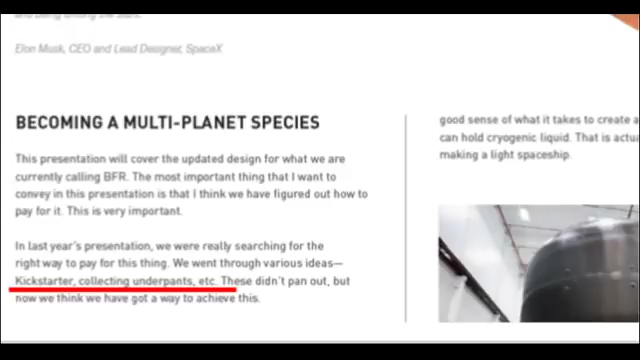 and being among the stars.
Elon Musk, CEO and Lead Designer, SpaceX
BECOMING A MULTI-PLANET SPECIES
This presentation will cover the updated design for what we are
currently calling BFR. The most important thing that I want to
convey in this presentation is that I think we have figured out how to
pay for it. This is very important.
In last year's presentation, we were really searching for the
right way to pay for this thing. We went through various ideas—
Kickstarter, collecting underpants, etc. These didn't pan out, but
now we think we have got a way to achieve this.
good sense of what it takes to create a
can hold cryogenic liquid. That is
making a light spaceship.